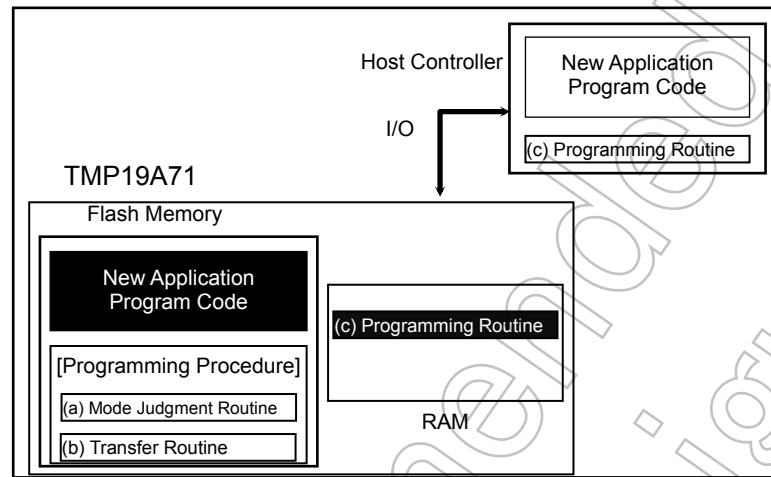 Host Controller
New Application
Program Code
I/O
(c) Programming Routine
TMP19A71
Flash Memory
New Application
Program Code
(c) Programming Routine
[Programming Procedure]
(a) Mode Judgment Routine
(b) Transfer Routine
RAM